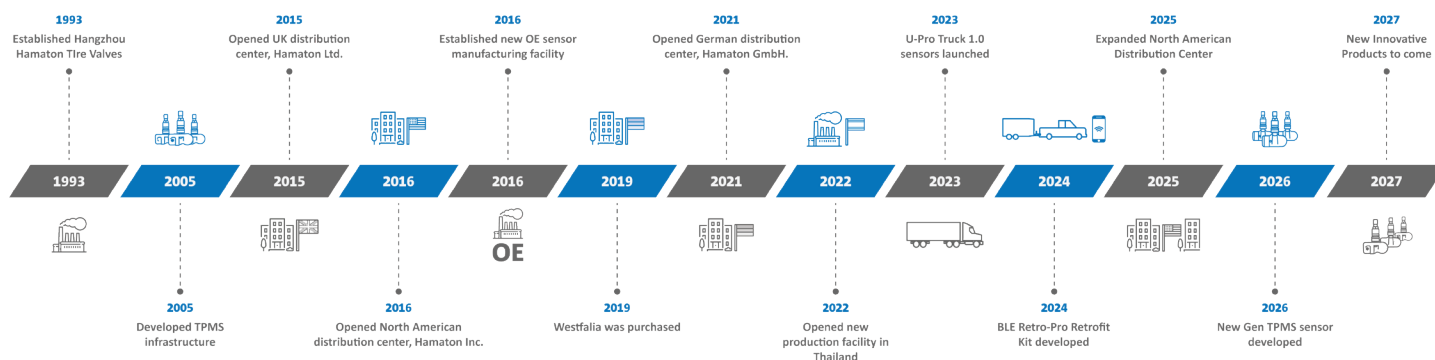 1993
Established Hangzhou
Hamaton TIre Valves
2015
Opened UK distribution
center, Hamaton Ltd.
2016
Established new OE sensor
manufacturing facility
2021
Opened German distribution
center, Hamaton GmbH.
2023
U-Pro Truck 1.0
sensors launched
2025
Expanded North American
Distribution Center
2027
New Innovative
Products to come
1993
2005
2015
2016
2016
2019
2021
2022
2023
2024
2025
2026
2027
OE
2005
Developed TPMS
infrastructure
2016
Opened North American
distribution center, Hamaton Inc.
2019
Westfalia was purchased
2022
Opened new
production facility in
Thailand
2024
BLE Retro-Pro Retrofit
Kit developed
2026
New Gen TPMS sensor
developed